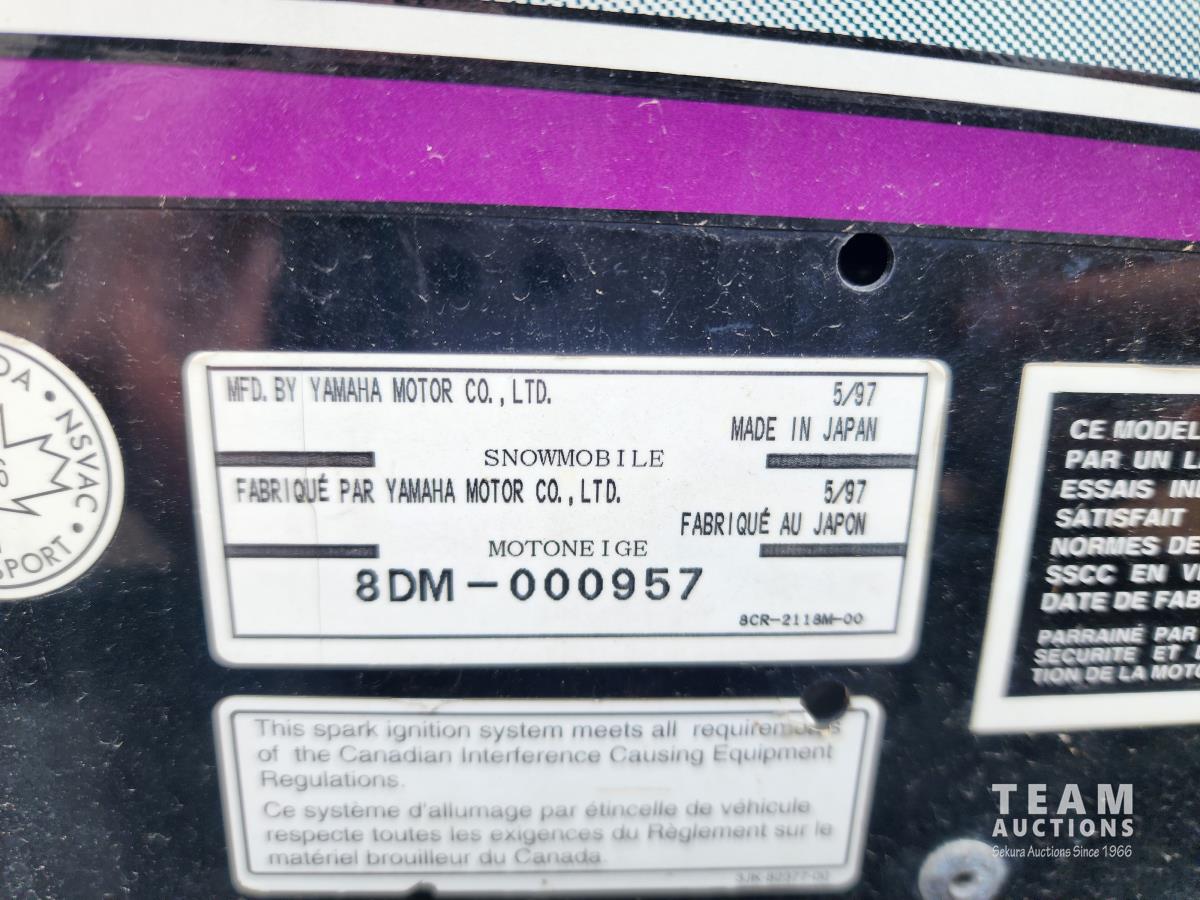 MFD. BY YAMAHA MOTOR CO., LTD. 5/97
MADE IN JAPAN
SNOWMOBILE
FABRIQUÉ PAR YAMAHA MOTOR CO., LTD. 5/97
FABRIQUÉ AU JAPON
MOTONEIGE
8DM-000957
8CR-2118M-00
This spark ignition system meets all
of the Canadian Interference Causing Equipment
Regulations.
Ce système d'allumage par étincelle de véhicule
respecte toutes les exigences du Règlement sur le
matériel brouilleur du Canada.
DA • NSVAC •
SPORT
CE MODEL
PAR UN
ESSAIS
SATISFAIT
NORMES DE
SSCC EN
DATE DE FAB
PARRAINÉ PAR
SÉCURITÉ ET
TION DE LA MOTO
TEAM
AUCTIONS
Sekura Auctions Since 1966